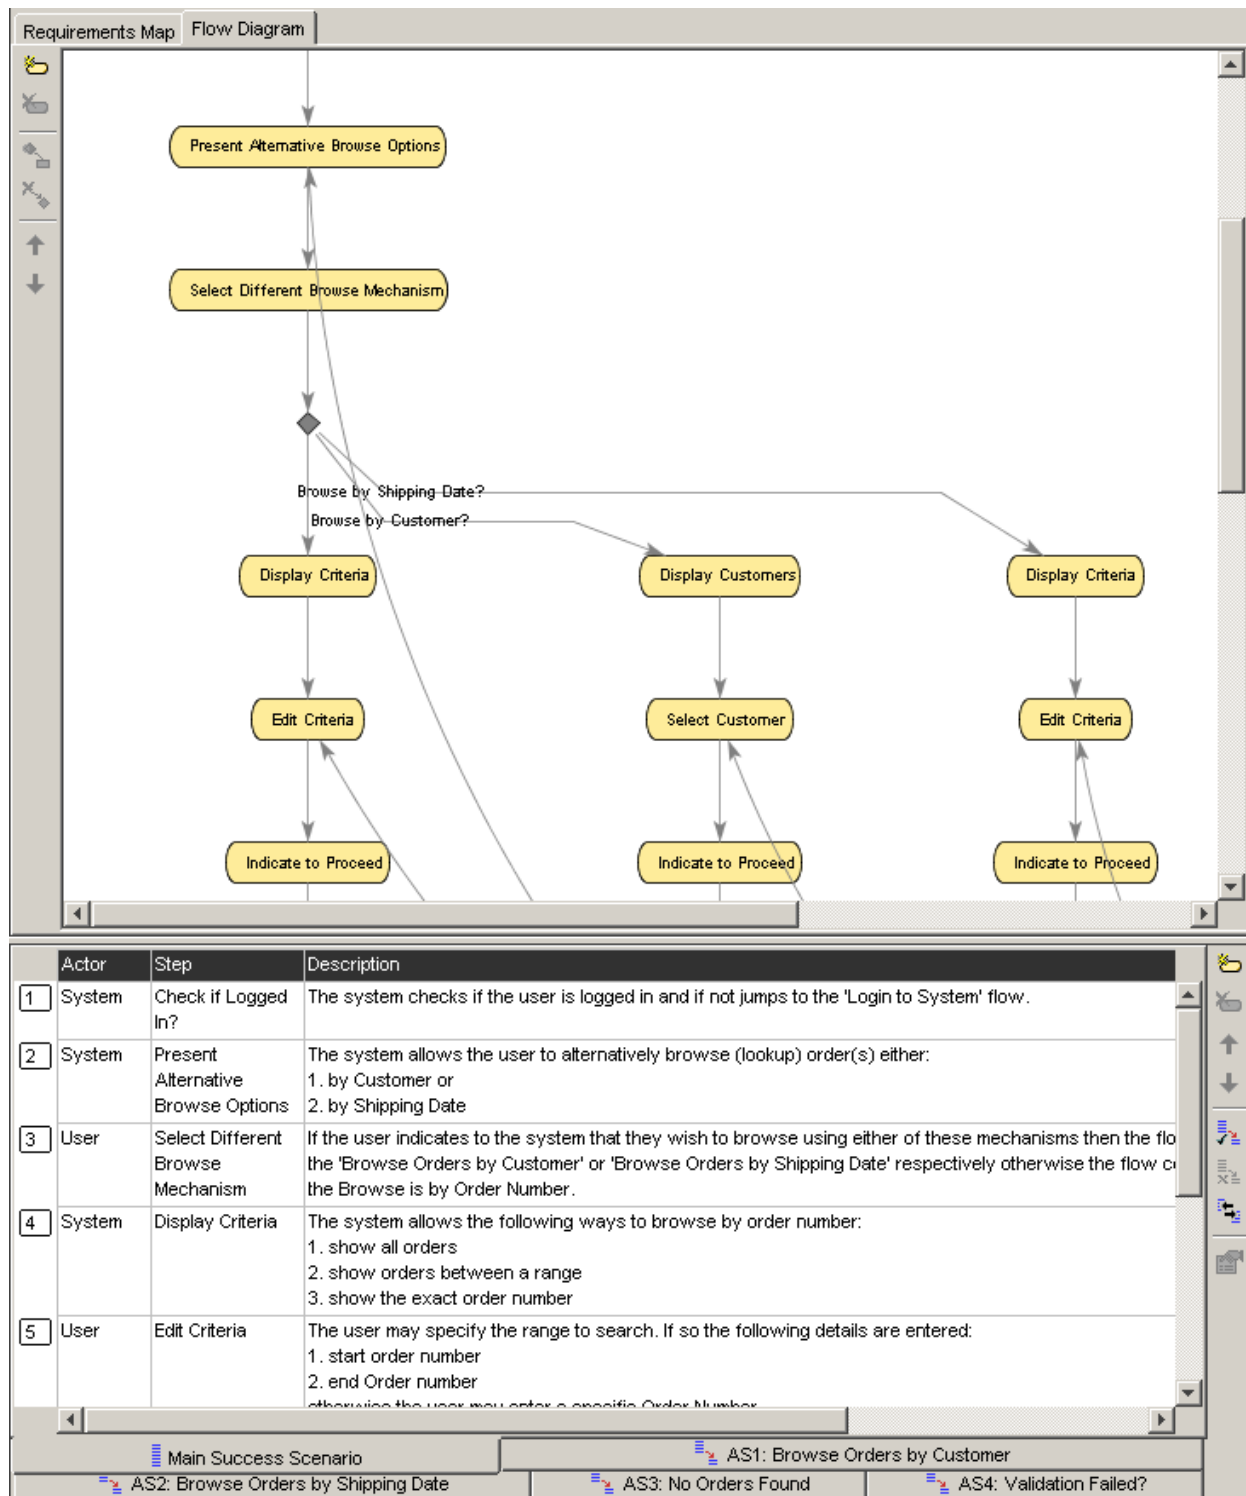 Requirements Map
Flow Diagram
Present Alternative Browse Options
Select Different Browse Mechanism
Browse by Shipping Date?
Browse by Customer?
Display Criteria
Display Customers
Display Criteria
Edit Criteria
Select Customer
Edit Criteria
Indicate to Proceed
Indicate to Proceed
Indicate to Proceed
Actor Step Description
1 System Check if Logged The system checks if the user is logged in and if not jumps to the 'Login to System' flow.
In?
2 System Present The system allows the user to alternatively browse (lookup) order(s) either:
Alternative 1. by Customer or
Browse Options 2. by Shipping Date
3 User Select Different If the user indicates to the system that they wish to browse using either of these mechanisms then the flo
Browse the 'Browse Orders by Customer' or 'Browse Orders by Shipping Date' respectively otherwise the flow c
Mechanism the Browse is by Order Number.
4 System Display Criteria The system allows the following ways to browse by order number:
1. show all orders
2. show orders between a range
3. show the exact order number
5 User Edit Criteria The user may specify the range to search. If so the following details are entered:
1. start order number
2. end Order number
otherwise the user may enter a specific Order Number
Main Success Scenario
AS1: Browse Orders by Customer
AS2: Browse Orders by Shipping Date
AS3: No Orders Found
AS4: Validation Failed?